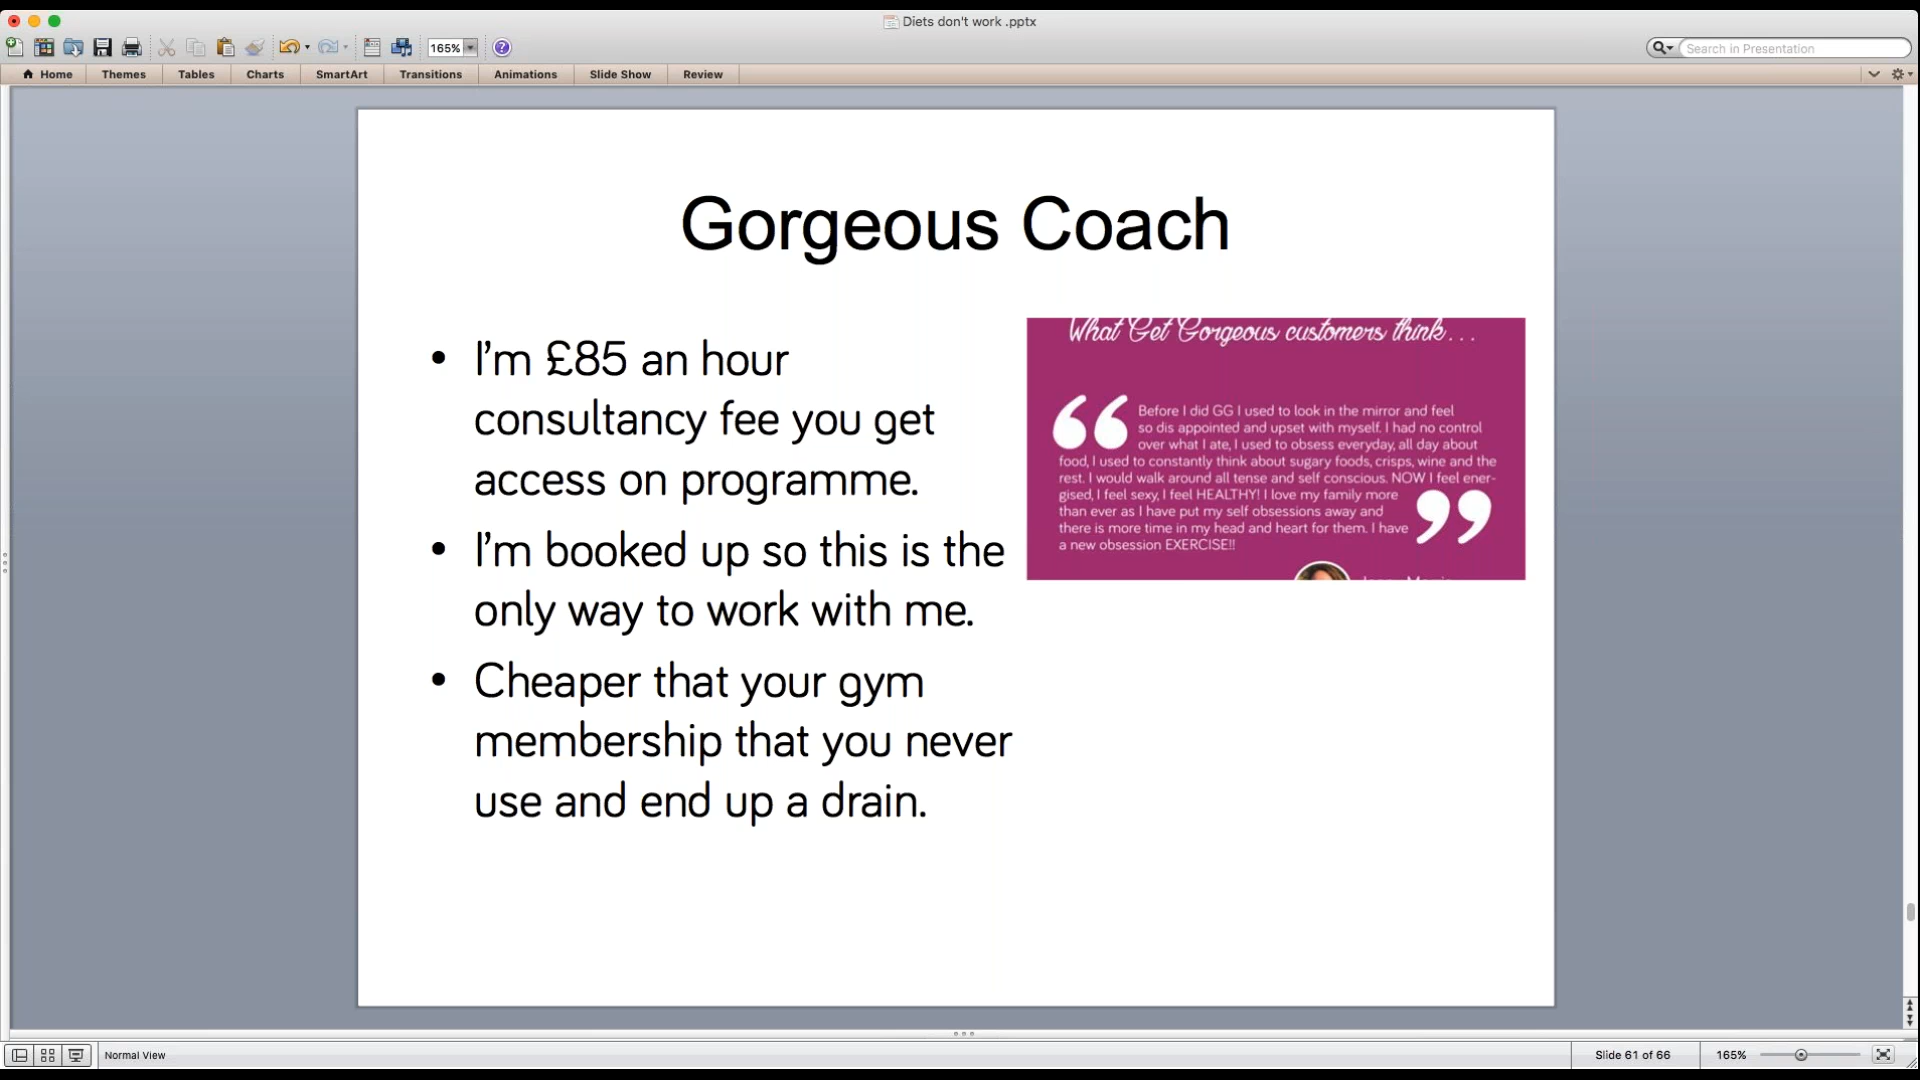 Diets don't work .pptx
165%
Search in Presentation
Home Themes Tables Charts SmartArt Transitions Animations Slide Show Review
Gorgeous Coach
• I'm £85 an hour
consultancy fee you get
access on programme.
• I'm booked up so this is the
only way to work with me.
• Cheaper that your gym
membership that you never
use and end up a drain.
What Get Gorgeous customers think...
Before I did GG I used to look in the mirror and feel
so dis appointed and upset with myself. I had no control
over what I ate, I used to obsess everyday, all day about
food, I used to constantly think about sugary foods, crisps, wine and the
rest. I would walk around all tense and self conscious. NOW I feel ener-
gised, I feel sexy, I feel HEALTHY! I love my family more
than ever as I have put my self obsessions away and
there is more time in my head and heart for them. I have
a new obsession EXERCISE!!
Normal View
Slide 61 of 66
165%